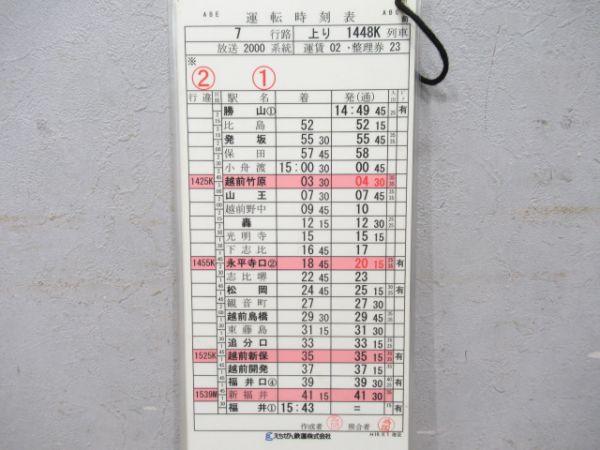 ABE 運転時刻表 ABC
7 行路 上り 1448K 列車
放送 2000 系統 運賃 02・整理券 23
※
② ①
行違 駅名 着 発(通)
勝山① 14:49 45 有
比島 52 52 15
発坂 55 30 55 45
保田 57 45 58
小舟渡 15:00 30 00 45
1425K 越前竹原 03 30 04 30
山王 07 30 07 45
越前野中 09 45 10
轟 12 15 12 30
光明寺 15 15 15
下志比 16 45 17
1455K 永平寺口② 18 45 20 15 有
志比堺 22 45 23
松岡 24 45 25 15 有
観音町 27 27 30
越前島橋 29 30 29 45
東藤島 31 15 31 30
追分口 33 33 15
1525K 越前新保 35 35 15 有
越前開発 37 37 15
福井口④ 39 39 30 有
1539W 新福井 41 15 41 30
福井① 15:43 = 有
作成者 照合者
えちぜん鉄道株式会社